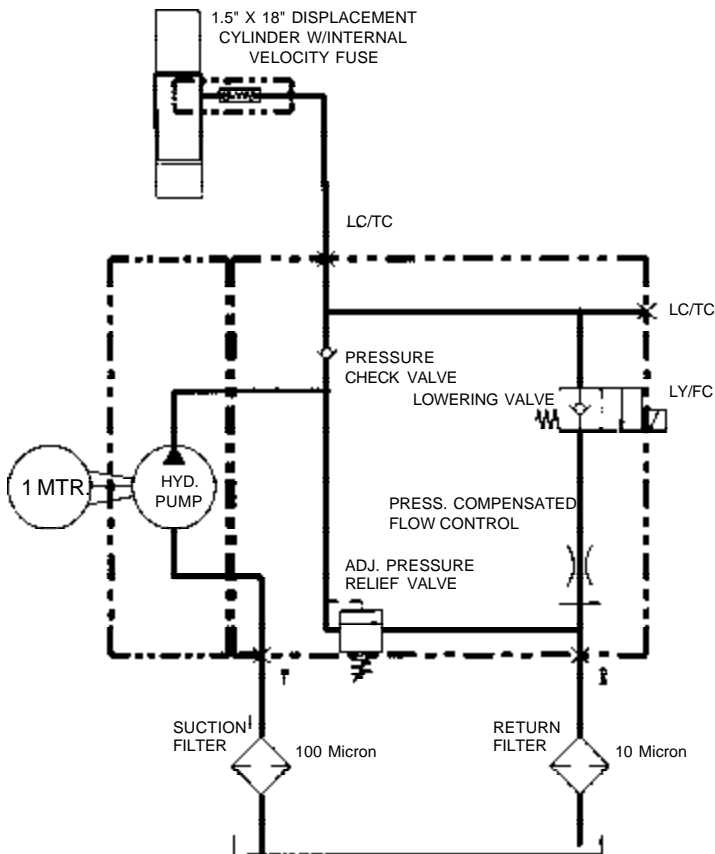 1.5" X 18" DISPLACEMENT
CYLINDER W/INTERNAL
VELOCITY FUSE
LC/TC
LC/TC
PRESSURE
CHECK VALVE
LOWERING VALVE
LY/FC
1 MTR.
HYD.
PUMP
PRESS. COMPENSATED
FLOW CONTROL
ADJ. PRESSURE
RELIEF VALVE
SUCTION
FILTER
100 Micron
RETURN
FILTER
10 Micron